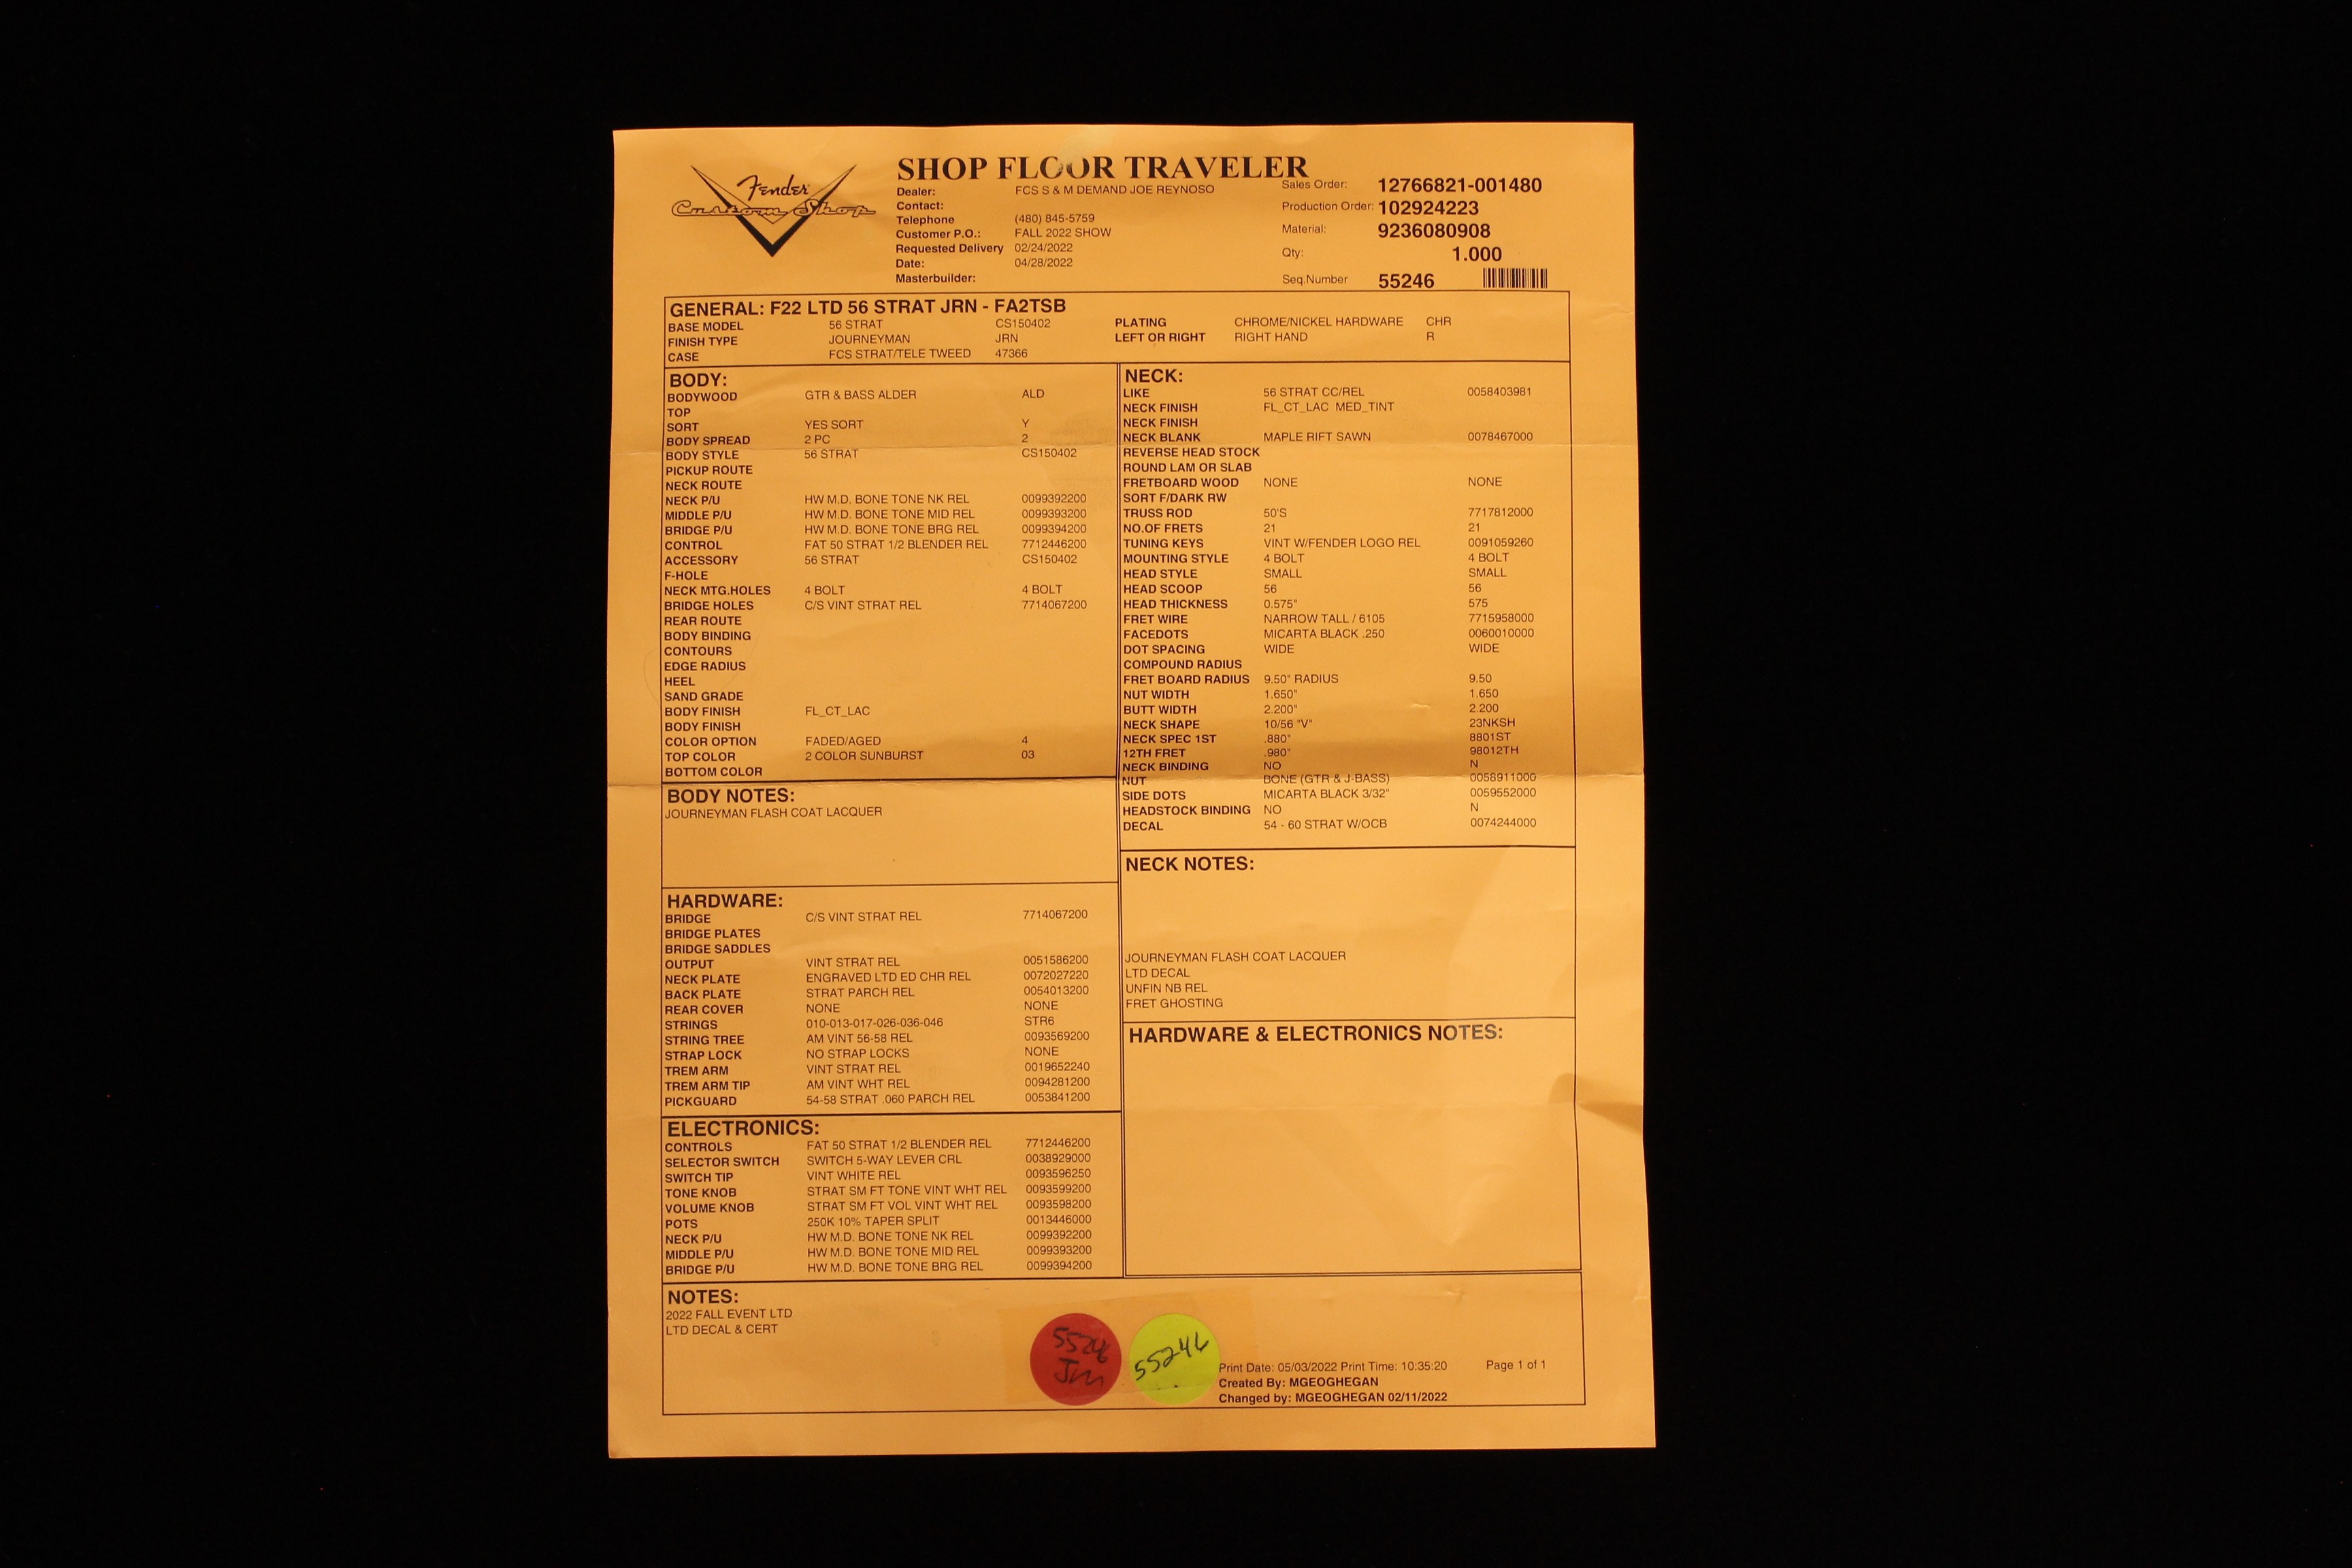 Fender
Custom Shop
SHOP FLOOR TRAVELER
Dealer: FCS S & M DEMAND JOE REYNOSO
Contact:
Telephone (480) 845-5759
Customer P.O.: FALL 2022 SHOW
Requested Delivery 02/24/2022
Date: 04/28/2022
Masterbuilder:
Sales Order: 12766821-001480
Production Order: 102924223
Material: 9236080908
Qty: 1.000
Seq.Number 55246
GENERAL: F22 LTD 56 STRAT JRN - FA2TSB
BASE MODEL 56 STRAT CS150402 PLATING CHROME/NICKEL HARDWARE CHR
FINISH TYPE JOURNEYMAN JRN LEFT OR RIGHT RIGHT HAND R
CASE FCS STRAT/TELE TWEED 47366
BODY:
BODYWOOD GTR & BASS ALDER ALD
TOP
SORT YES SORT Y
BODY SPREAD 2 PC 2
BODY STYLE 56 STRAT CS150402
PICKUP ROUTE
NECK ROUTE
NECK P/U HW M.D. BONE TONE NK REL 0099392200
MIDDLE P/U HW M.D. BONE TONE MID REL 0099393200
BRIDGE P/U HW M.D. BONE TONE BRG REL 0099394200
CONTROL FAT 50 STRAT 1/2 BLENDER REL 7712446200
ACCESSORY 56 STRAT CS150402
F-HOLE
NECK MTG.HOLES 4 BOLT 4 BOLT
BRIDGE HOLES C/S VINT STRAT REL 7714067200
REAR ROUTE
BODY BINDING
CONTOURS
EDGE RADIUS
HEEL
SAND GRADE
BODY FINISH FL_CT_LAC
BODY FINISH
COLOR OPTION FADED/AGED 4
TOP COLOR 2 COLOR SUNBURST 03
BOTTOM COLOR
BODY NOTES:
JOURNEYMAN FLASH COAT LACQUER
HARDWARE:
BRIDGE C/S VINT STRAT REL 7714067200
BRIDGE PLATES
BRIDGE SADDLES
OUTPUT VINT STRAT REL 0051586200
NECK PLATE ENGRAVED LTD ED CHR REL 0072027220
BACK PLATE STRAT PARCH REL 0054013200
REAR COVER NONE NONE
STRINGS 010-013-017-026-036-046 STR6
STRING TREE AM VINT 56-58 REL 0093569200
STRAP LOCK NO STRAP LOCKS NONE
TREM ARM VINT STRAT REL 0019652240
TREM ARM TIP AM VINT WHT REL 0094281200
PICKGUARD 54-58 STRAT .060 PARCH REL 0053841200
ELECTRONICS:
CONTROLS FAT 50 STRAT 1/2 BLENDER REL 7712446200
SELECTOR SWITCH SWITCH 5-WAY LEVER CRL 0038929000
SWITCH TIP VINT WHITE REL 0093596250
TONE KNOB STRAT SM FT TONE VINT WHT REL 0093599200
VOLUME KNOB STRAT SM FT VOL VINT WHT REL 0093598200
POTS 250K 10% TAPER SPLIT 0013446000
NECK P/U HW M.D. BONE TONE NK REL 0099392200
MIDDLE P/U HW M.D. BONE TONE MID REL 0099393200
BRIDGE P/U HW M.D. BONE TONE BRG REL 0099394200
NECK:
LIKE 56 STRAT CC/REL 0058403981
NECK FINISH FL_CT_LAC MED_TINT
NECK FINISH
NECK BLANK MAPLE RIFT SAWN 0078467000
REVERSE HEAD STOCK
ROUND LAM OR SLAB
FRETBOARD WOOD NONE NONE
SORT F/DARK RW
TRUSS ROD 50'S 7717812000
NO.OF FRETS 21 21
TUNING KEYS VINT W/FENDER LOGO REL 0091059260
MOUNTING STYLE 4 BOLT 4 BOLT
HEAD STYLE SMALL SMALL
HEAD SCOOP 56 56
HEAD THICKNESS 0.575" 575
FRET WIRE NARROW TALL / 6105 7715958000
FACEDOTS MICARTA BLACK .250 0060010000
DOT SPACING WIDE WIDE
COMPOUND RADIUS
FRET BOARD RADIUS 9.50" RADIUS 9.50
NUT WIDTH 1.650" 1.650
BUTT WIDTH 2.200" 2.200
NECK SHAPE 10/56 "V" 23NKSH
NECK SPEC 1ST .880" 8801ST
12TH FRET .980" 98012TH
NECK BINDING NO N
NUT BONE (GTR & J-BASS) 0058911000
SIDE DOTS MICARTA BLACK 3/32" 0059552000
HEADSTOCK BINDING NO N
DECAL 54 - 60 STRAT W/OCB 0074244000
NECK NOTES:
JOURNEYMAN FLASH COAT LACQUER
LTD DECAL
UNFIN NB REL
FRET GHOSTING
HARDWARE & ELECTRONICS NOTES:
NOTES:
2022 FALL EVENT LTD
LTD DECAL & CERT
55246
Jm
55246
Print Date: 05/03/2022 Print Time: 10:35:20 Page 1 of 1
Created By: MGEOGHEGAN
Changed by: MGEOGHEGAN 02/11/2022